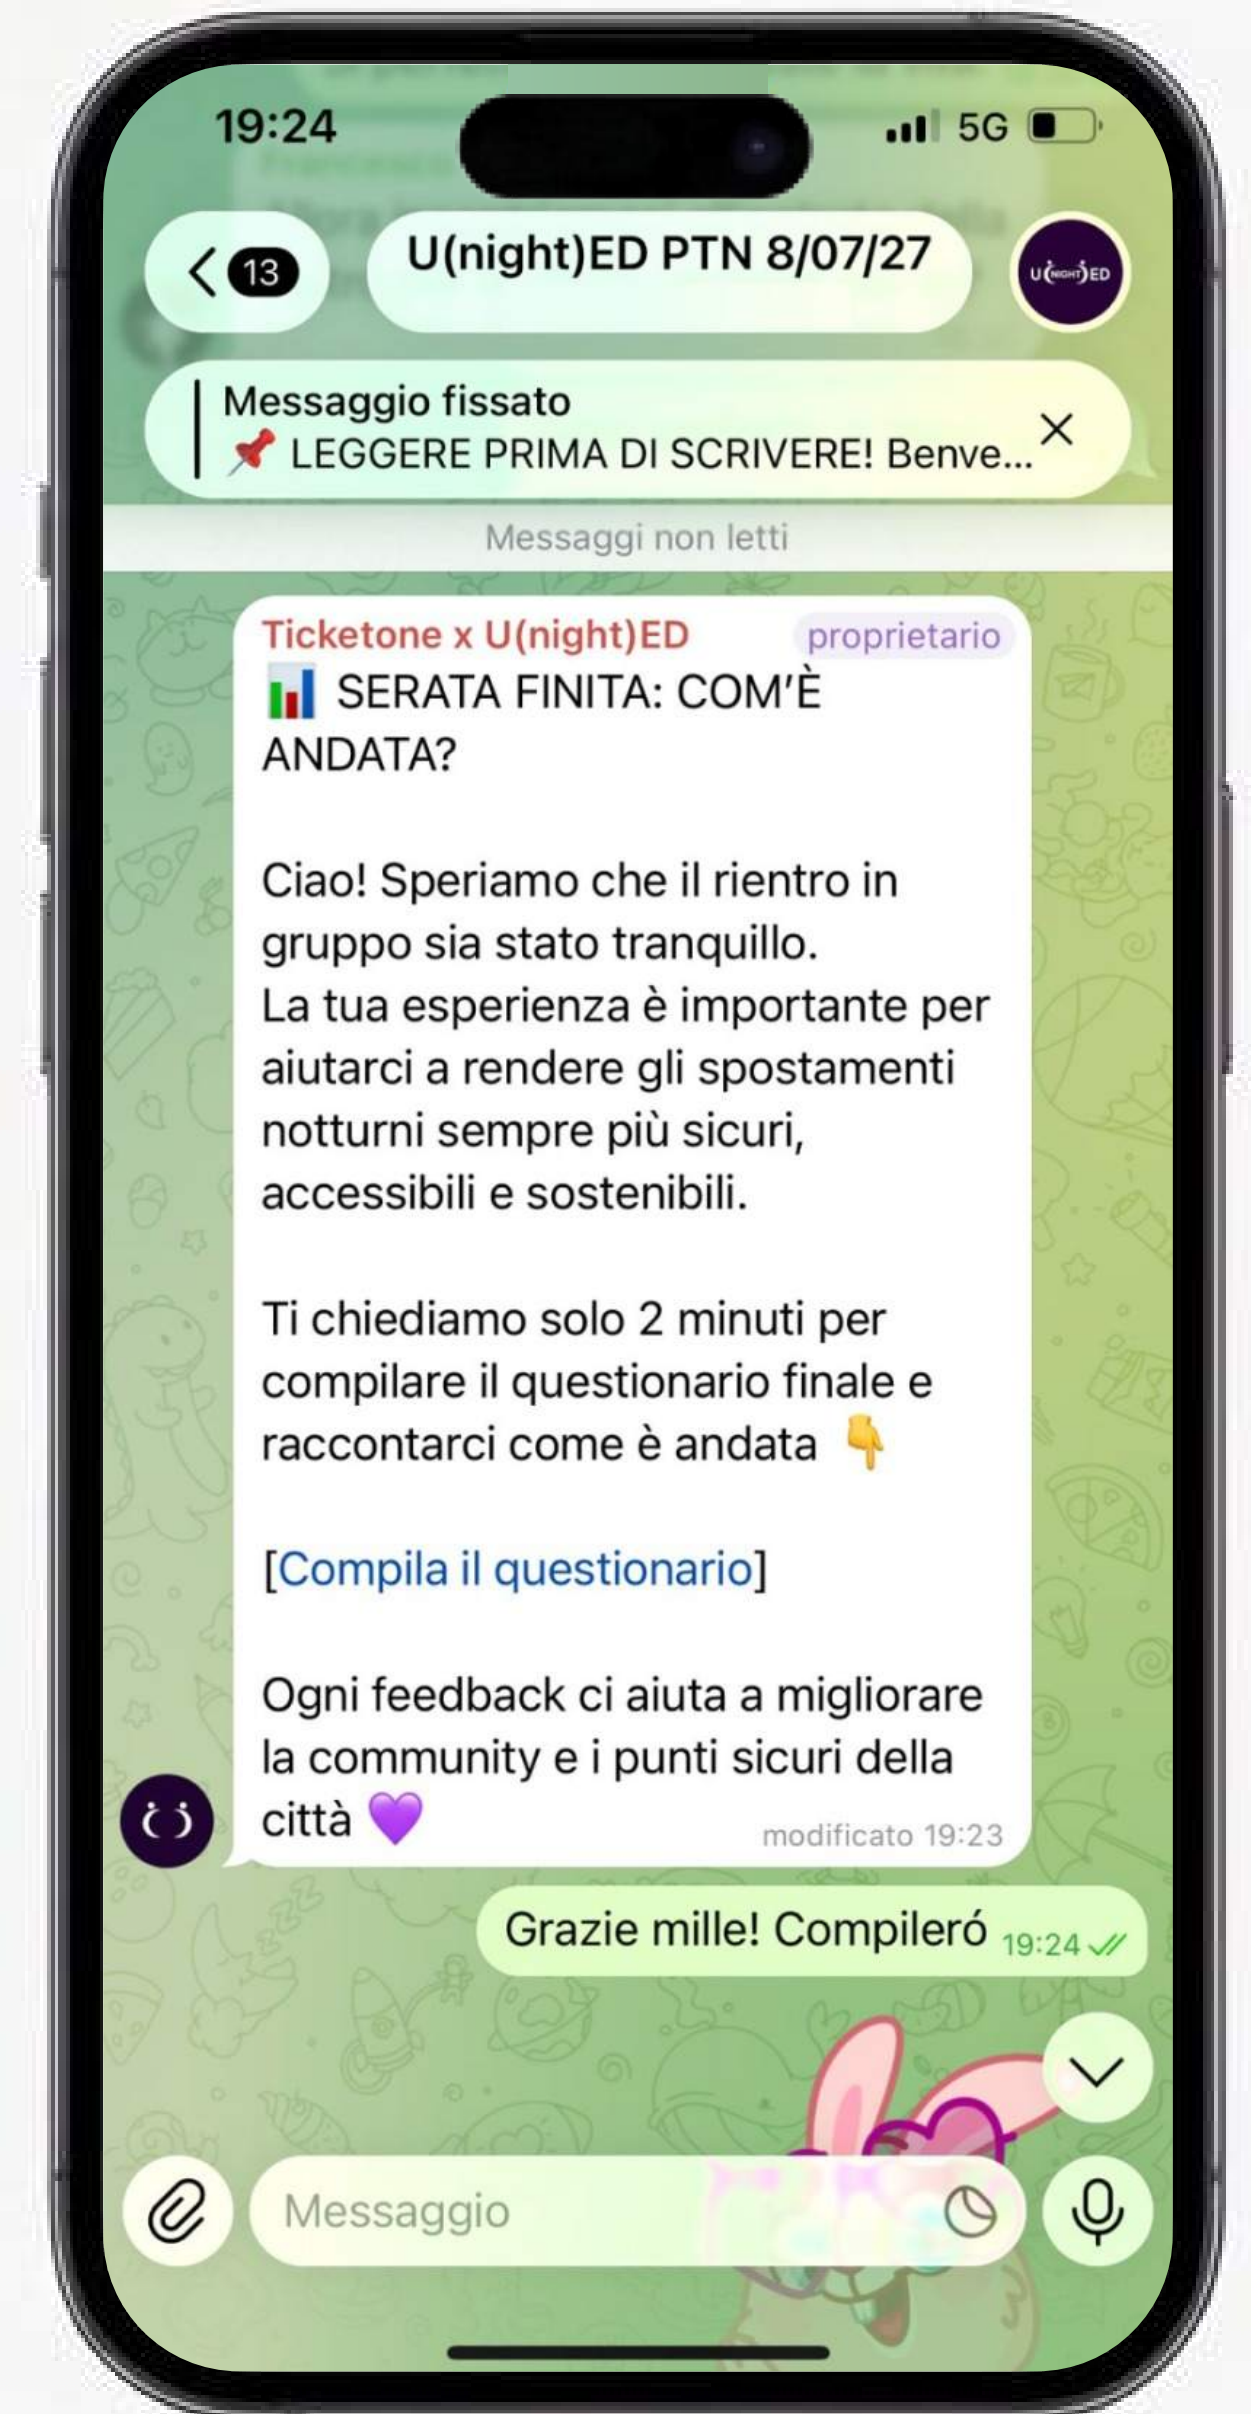 19:24
5G
13
U(night)ED PTN 8/07/27
U(NIGHT)ED
Messaggio fissato
📌 LEGGERE PRIMA DI SCRIVERE! Benve...
Messaggi non letti
Ticketone x U(night)ED
proprietario
📊 SERATA FINITA: COM'È
ANDATA?
Ciao! Speriamo che il rientro in
gruppo sia stato tranquillo.
La tua esperienza è importante per
aiutarci a rendere gli spostamenti
notturni sempre più sicuri,
accessibili e sostenibili.
Ti chiediamo solo 2 minuti per
compilare il questionario finale e
raccontarci come è andata 👇
[Compila il questionario]
Ogni feedback ci aiuta a migliorare
la community e i punti sicuri della
città 💜
modificato 19:23
Grazie mille! Compileró
19:24
Messaggio